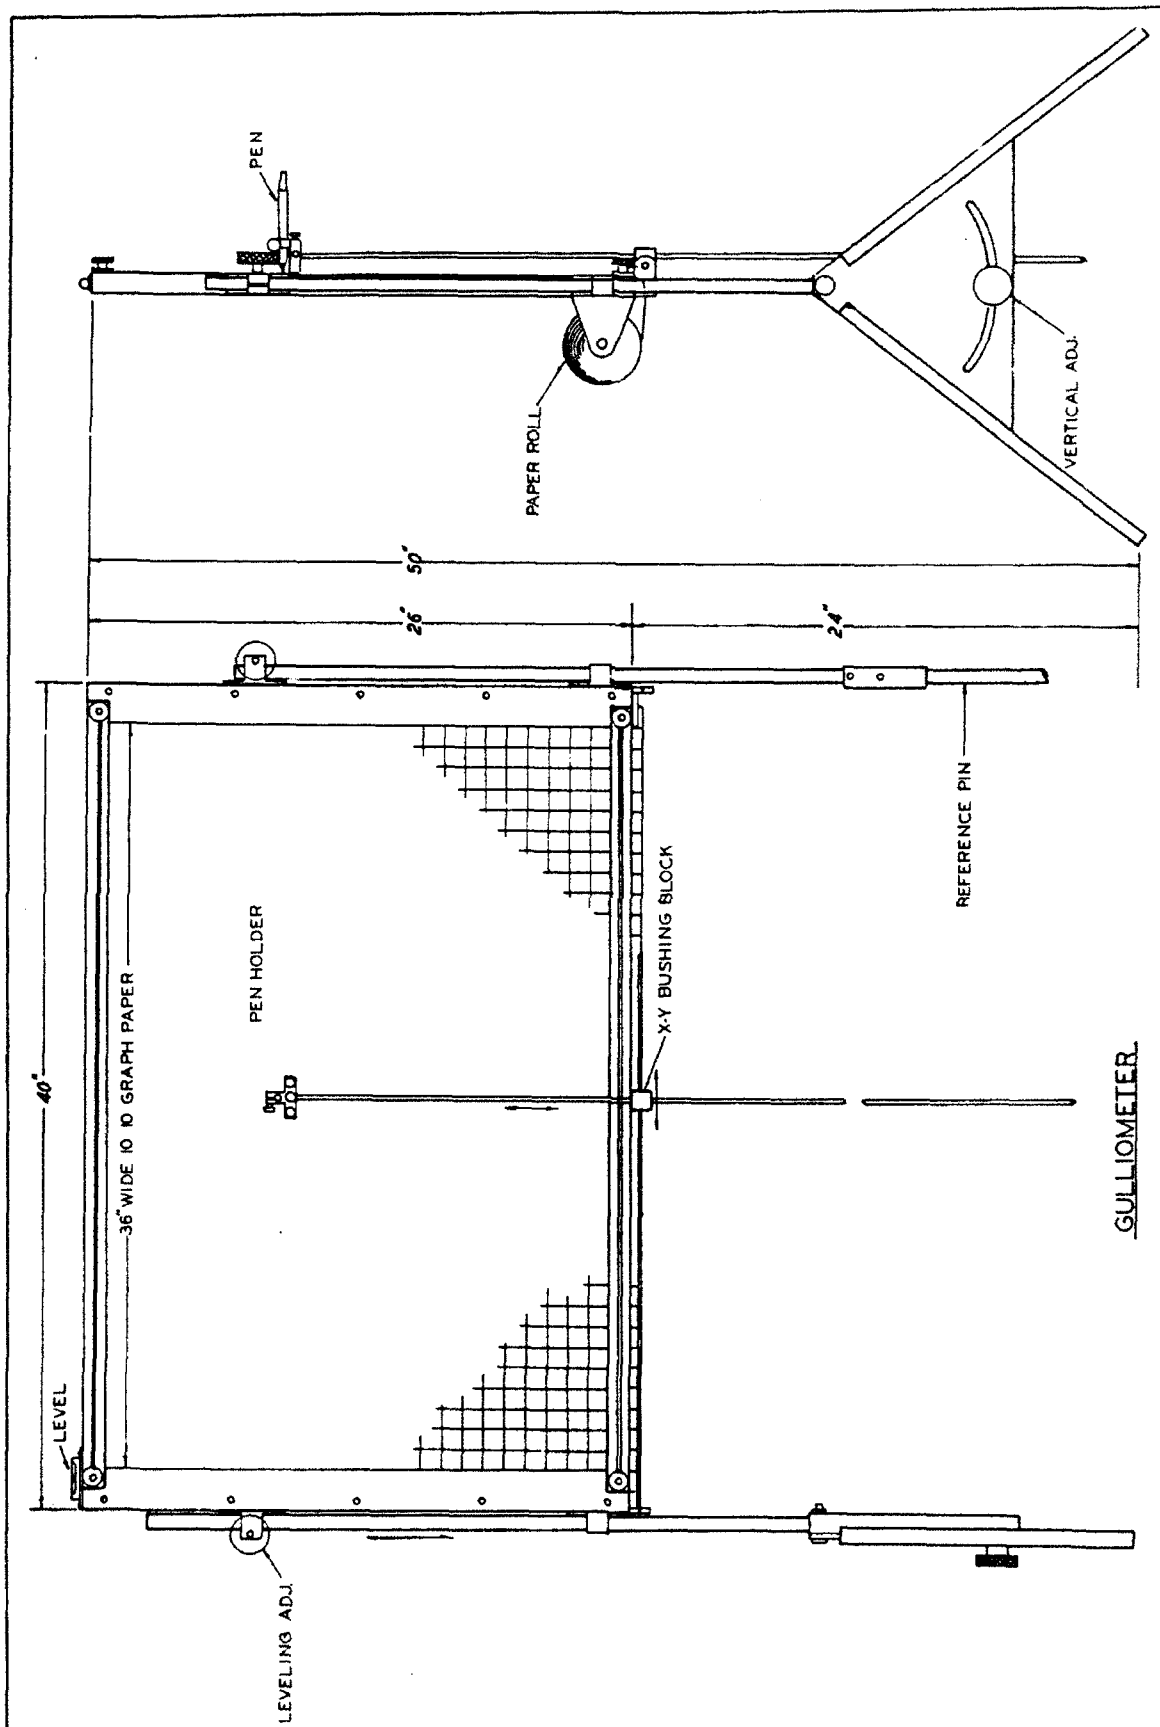 PEN
PAPER ROLL
VERTICAL ADJ.
50"
26"
24"
40"
LEVEL
36" WIDE 10 10 GRAPH PAPER
PEN HOLDER
X-Y BUSHING BLOCK
REFERENCE PIN
LEVELING ADJ.
GULLIOMETER